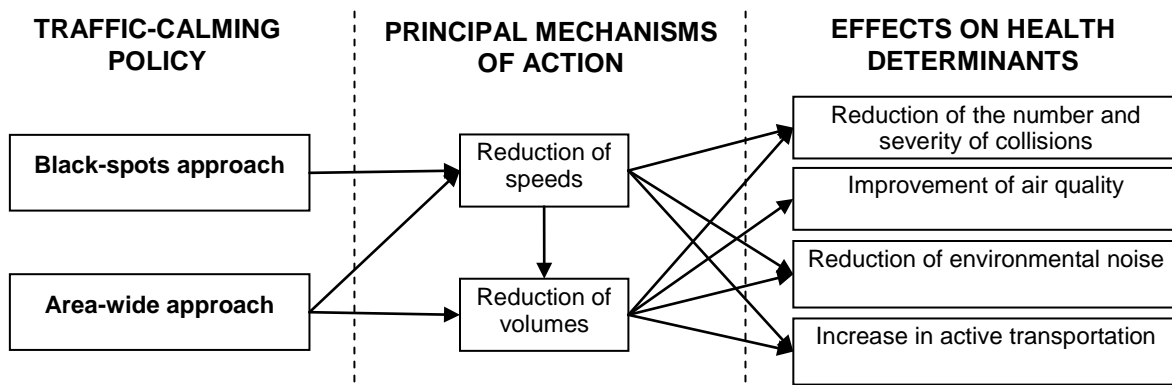 TRAFFIC-CALMING
POLICY
PRINCIPAL MECHANISMS
OF ACTION
EFFECTS ON HEALTH
DETERMINANTS
Black-spots approach
Area-wide approach
Reduction of
speeds
Reduction of
volumes
Reduction of the number and
severity of collisions
Improvement of air quality
Reduction of environmental noise
Increase in active transportation